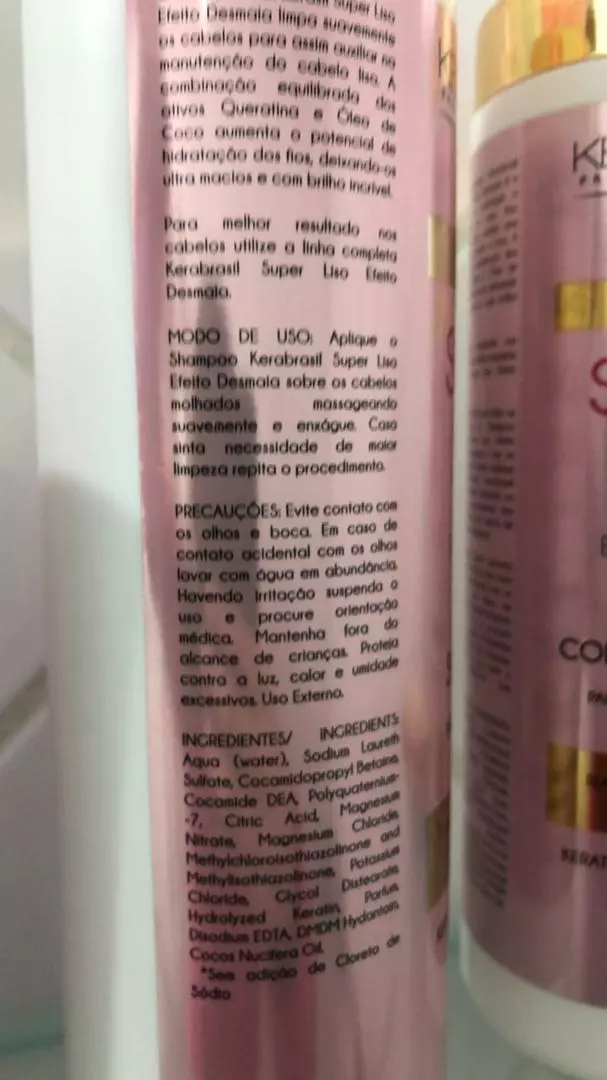 Super Liso
Efeito Desmaia limpa suavemente
os cabelos para assim auxiliar na
manutenção do cabelo liso. A
combinação equilibrada dos
ativos Queratina e Óleo de
Coco aumenta o potencial de
hidratação dos fios, deixando-os
ultra macios e com brilho incrível.
Para melhor resultado nos
cabelos utilize a linha completa
Kerabrasil Super Liso Efeito
Desmaia.
MODO DE USO: Aplique o
Shampoo Kerabrasil Super Liso
Efeito Desmaia sobre os cabelos
molhados massageando
suavemente e enxágue. Caso
sinta necessidade de maior
limpeza repita o procedimento.
PRECAUÇÕES: Evite contato com
os olhos e boca. Em caso de
contato acidental com os olhos
lavar com água em abundância.
Havendo irritação suspenda o
uso e procure orientação
médica. Mantenha fora do
alcance de crianças. Proteja
contra a luz, calor e umidade
excessivos. Uso Externo.
INGREDIENTES/ INGREDIENTS:
Aqua (water), Sodium Laureth
Sulfate, Cocamidopropyl Betaine,
Cocamide DEA, Polyquaternium-
-7, Citric Acid, Magnesium
Nitrate, Magnesium Chloride,
Methylchloroisothiazolinone and
Methylisothiazolinone, Potassium
Chloride, Glycol Distearate,
Hydrolyzed Keratin, Parfum,
Disodium EDTA, DMDM Hydantoin,
Cocos Nucifera Oil.
*Sem adição de Cloreto de
Sódio
K
S
CO
KERAT